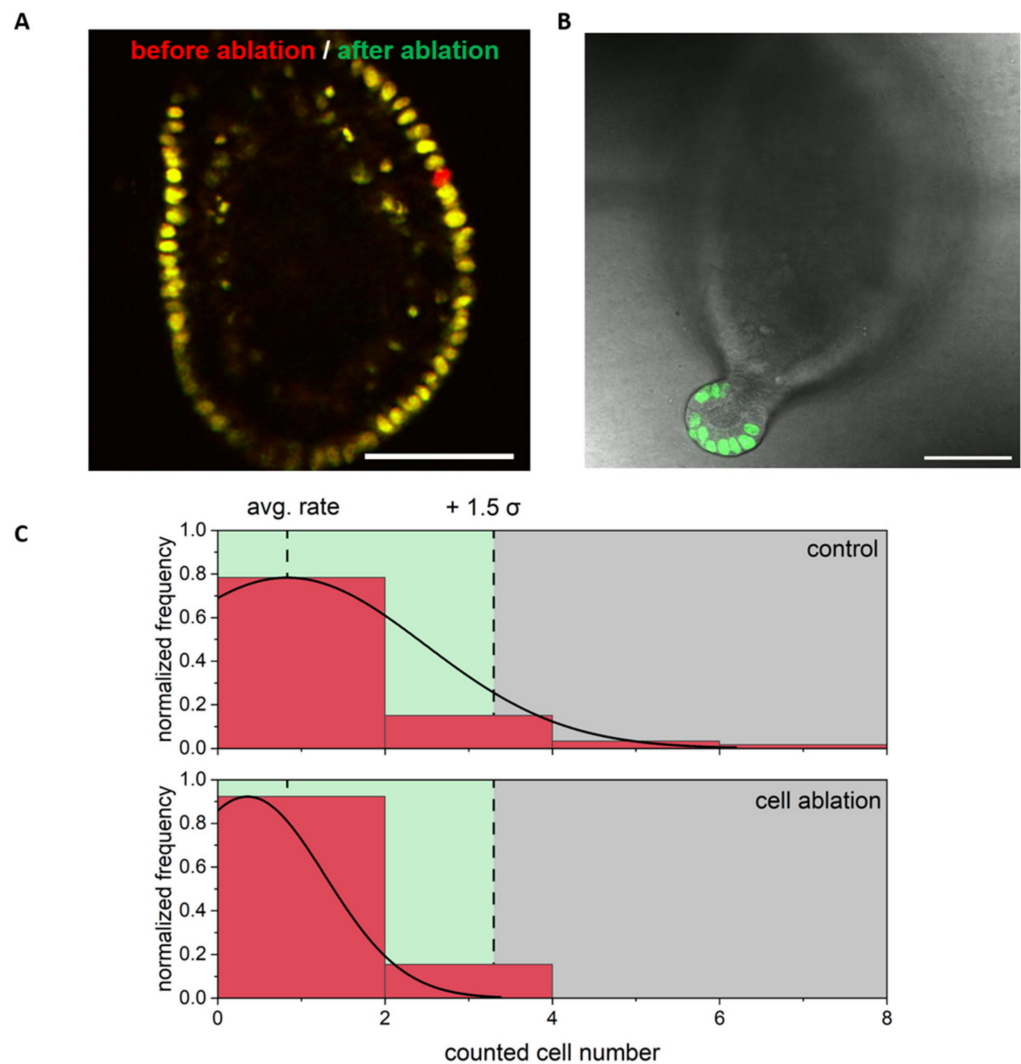 A
before ablation / after ablation
B
C
avg. rate
+ 1.5 σ
control
normalized frequency
1.0
0.8
0.6
0.4
0.2
0.0
cell ablation
normalized frequency
1.0
0.8
0.6
0.4
0.2
0.0
0 2 4 6 8
counted cell number